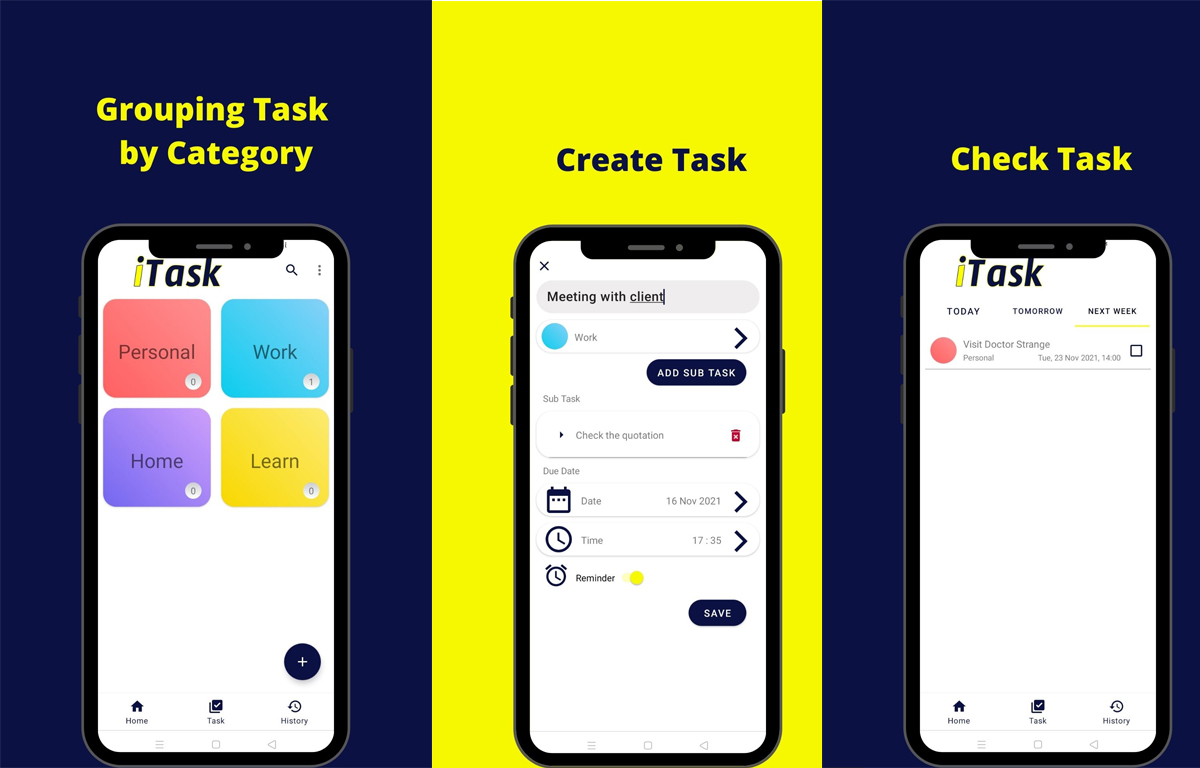 Grouping Task
by Category
iTask
Personal
0
Work
1
Home
0
Learn
0
Home
Task
History
Create Task
Meeting with client
Work
ADD SUB TASK
Sub Task
Check the quotation
Due Date
Date 16 Nov 2021
Time 17 : 35
Reminder
SAVE
Check Task
iTask
TODAY TOMORROW NEXT WEEK
Visit Doctor Strange
Personal Tue, 23 Nov 2021, 14:00
Home Task History